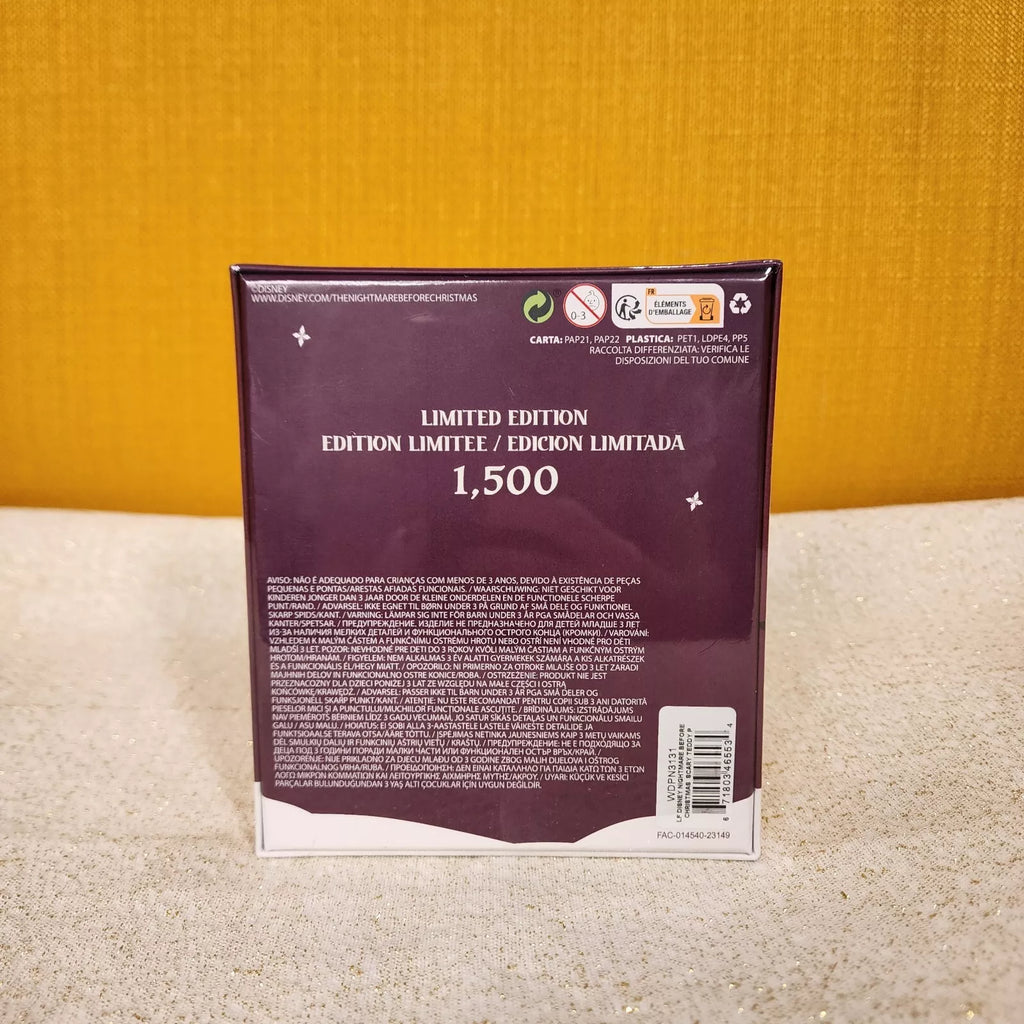 ©DISNEY
WWW.DISNEY.COM/THENIGHTMAREBEFORECHRISTMAS
0-3
FR
ÉLÉMENTS
D'EMBALLAGE
CARTA: PAP21, PAP22 PLASTICA: PET1, LDPE4, PP5
RACCOLTA DIFFERENZIATA: VERIFICA LE
DISPOSIZIONI DEL TUO COMUNE
LIMITED EDITION
EDITION LIMITEE / EDICION LIMITADA
1,500
AVISO: NÃO É ADEQUADO PARA CRIANÇAS COM MENOS DE 3 ANOS, DEVIDO À EXISTÊNCIA DE PEÇAS
PEQUENAS E PONTAS/ARESTAS AFIADAS FUNCIONAIS. / WAARSCHUWING: NIET GESCHIKT VOOR
KINDEREN JONGER DAN 3 JAAR DOOR DE KLEINE ONDERDELEN EN DE FUNCTIONELE SCHERPE
PUNT/RAND. / ADVARSEL: IKKE EGNET TIL BØRN UNDER 3 PÅ GRUND AF SMÅ DELE OG FUNKTIONEL
SKARP SPIDS/KANT. / VARNING: LÄMPAR SIG INTE FÖR BARN UNDER 3 ÅR PGA SMÅDELAR OCH VASSA
KANTER/SPETSAR. / ПРЕДУПРЕЖДЕНИЕ. ИЗДЕЛИЕ НЕ ПРЕДНАЗНАЧЕНО ДЛЯ ДЕТЕЙ МЛАДШЕ 3 ЛЕТ
ИЗ-ЗА НАЛИЧИЯ МЕЛКИХ ДЕТАЛЕЙ И ФУНКЦИОНАЛЬНОГО ОСТРОГО КОНЦА (КРОМКИ). / VAROVÁNÍ:
VZHLEDEM K MALÝM ČÁSTEM A FUNKČNÍMU OSTRÉMU HROTU NEBO OSTŘÍ NENÍ VHODNÉ PRO DĚTI
MLADŠÍ 3 LET. POZOR: NEVHODNÉ PRE DETI DO 3 ROKOV KVÔLI MALÝM ČASTIAM A FUNKČNÝM OSTRÝM
HROTOM/HRANÁM. / FIGYELEM: NEM ALKALMAS 3 ÉV ALATTI GYERMEKEK SZÁMÁRA A KIS ALKATRÉSZEK
ÉS A FUNKCIONÁLIS ÉL/HEGY MIATT. / OPOZORILO: NI PRIMERNO ZA OTROKE MLAJŠE OD 3 LET ZARADI
MAJHNIH DELOV IN FUNKCIONALNO OSTRE KONICE/ROBA. / OSTRZEŻENIE: PRODUKT NIE JEST
PRZEZNACZONY DLA DZIECI PONIŻEJ 3 LAT ZE WZGLĘDU NA MAŁE CZĘŚCI I OSTRĄ
KOŃCÓWKĘ/KRAWĘDŹ. / ADVARSEL: PASSER IKKE TIL BARN UNDER 3 ÅR PGA SMÅ DELER OG
FUNKSJONELL SKARP PUNKT/KANT. / ATENȚIE: NU ESTE RECOMANDAT PENTRU COPII SUB 3 ANI DATORITĂ
PIESELOR MICI ȘI A PUNCTULUI/MUCHIILOR FUNCȚIONALE ASCUȚITE. / BRĪDINĀJUMS: IZSTRĀDĀJUMS
NAV PIEMĒROTS BĒRNIEM LĪDZ 3 GADU VECUMAM, JO SATUR SĪKAS DETAĻAS UN FUNKCIONĀLU SMAILU
GALU / ASU MALU. / HOIATUS: EI SOBI ALLA 3-AASTASTELE LASTELE VÄIKESTE DETAILIDE JA
FUNKTSIAALSE TERAVA OTSA/ÄÄRE TÕTTU. / ĮSPĖJIMAS NETINKA JAUNESNIEMS KAIP 3 METŲ VAIKAMS
DĖL SMULKIŲ DALIŲ IR FUNKCINIŲ AŠTRIŲ VIETŲ / KRAŠTŲ. / ПРЕДУПРЕЖДЕНИЕ: НЕ Е ПОДХОДЯЩО ЗА
ДЕЦА ПОД 3 ГОДИНИ ПОРАДИ МАЛКИ ЧАСТИ ИЛИ ФУНКЦИОНАЛЕН ОСТЪР ВРЪХ/КРАЙ. /
UPOZORENJE: NIJE PRIKLADNO ZA DJECU MLAĐU OD 3 GODINE ZBOG MALIH DIJELOVA I OŠTROG
FUNKCIONALNOG VRHA/RUBA. / ΠΡΟΕΙΔΟΠΟΙΗΣΗ: ΔΕΝ ΕΙΝΑΙ ΚΑΤΑΛΛΗΛΟ ΓΙΑ ΠΑΙΔΙΑ ΚΑΤΩ ΤΩΝ 3 ΕΤΩΝ
ΛΟΓΩ ΜΙΚΡΩΝ ΚΟΜΜΑΤΙΩΝ ΚΑΙ ΛΕΙΤΟΥΡΓΙΚΗΣ ΑΙΧΜΗΡΗΣ ΜΥΤΗΣ/ΑΚΡΟΥ. / UYARI: KÜÇÜK VE KESİCİ
PARÇALAR BULUNDUĞUNDAN 3 YAŞ ALTI ÇOCUKLAR İÇİN UYGUN DEĞİLDİR.
WDPN3131
LF DISNEY NIGHTMARE BEFORE
CHRISTMAS SCARY TEDDY P
6 71803 46553 4
FAC-014540-23149